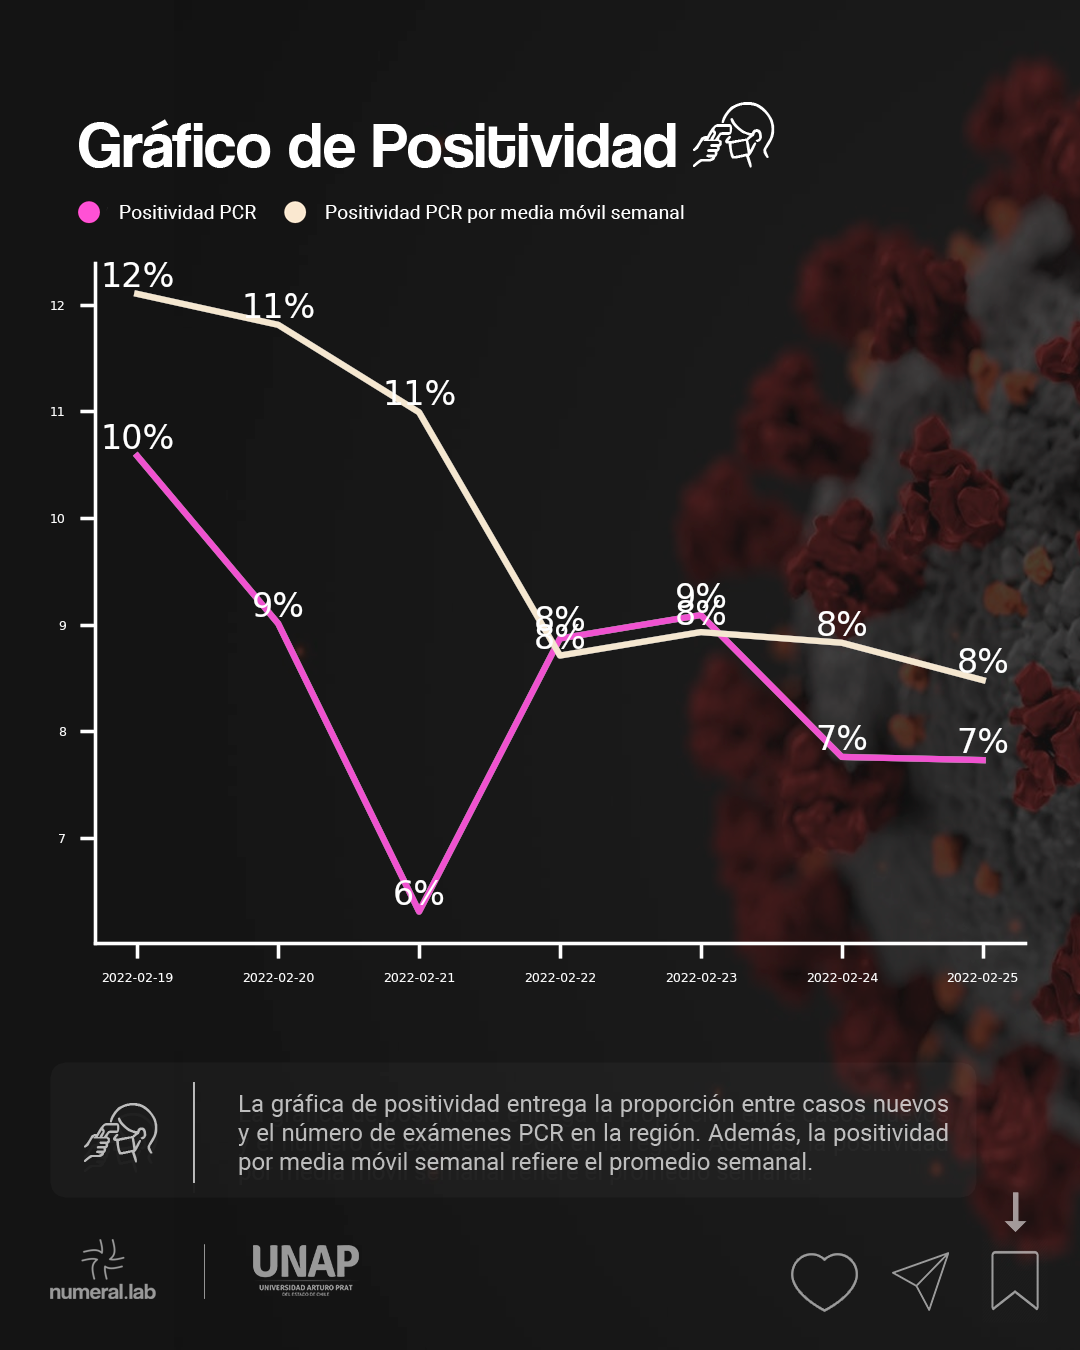 Gráfico de Positividad
Positividad PCR
Positividad PCR por media móvil semanal
12%
11%
11%
10%
9%
6%
8%
8%
9%
8%
8%
8%
7%
7%
12
11
10
9
8
7
2022-02-19
2022-02-20
2022-02-21
2022-02-22
2022-02-23
2022-02-24
2022-02-25
La gráfica de positividad entrega la proporción entre casos nuevos
y el número de exámenes PCR en la región. Además, la positividad
por media móvil semanal refiere el promedio semanal.
numeral.lab
UNAP
UNIVERSIDAD ARTURO PRAT
DEL ESTADO DE CHILE